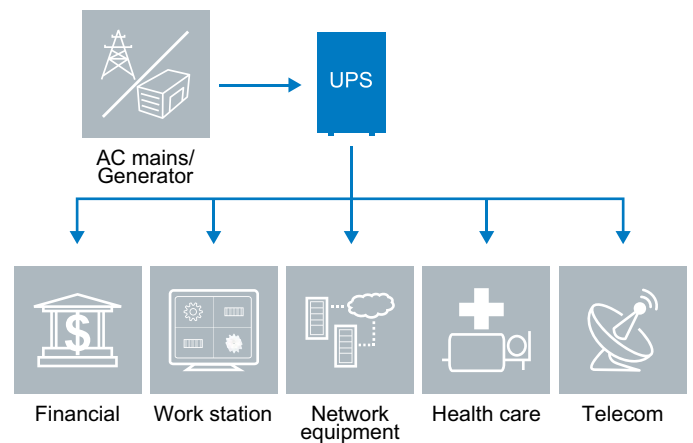 UPS
AC mains/
Generator
$
Financial
Work station
Network
equipment
Health care
Telecom